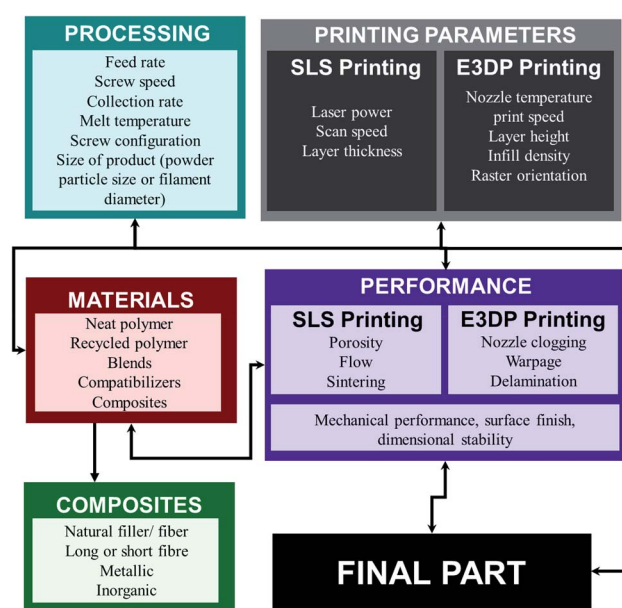 PROCESSING
Feed rate
Screw speed
Collection rate
Melt temperature
Screw configuration
Size of product (powder
particle size or filament
diameter)
PRINTING PARAMETERS
SLS Printing
Laser power
Scan speed
Layer thickness
E3DP Printing
Nozzle temperature
print speed
Layer height
Infill density
Raster orientation
MATERIALS
Neat polymer
Recycled polymer
Blends
Compatibilizers
Composites
PERFORMANCE
SLS Printing
Porosity
Flow
Sintering
E3DP Printing
Nozzle clogging
Warpage
Delamination
Mechanical performance, surface finish,
dimensional stability
COMPOSITES
Natural filler/ fiber
Long or short fibre
Metallic
Inorganic
FINAL PART